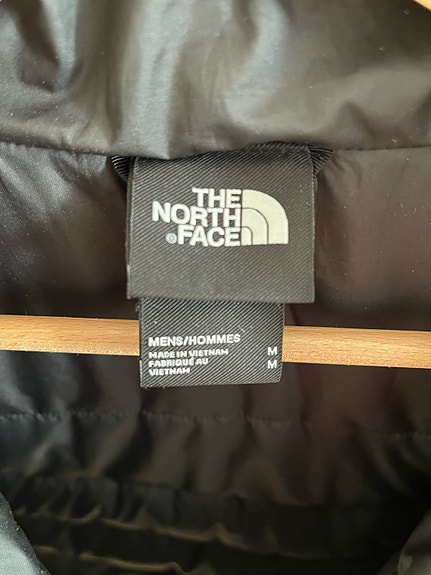 THE
NORTH
®FACE
MENS/HOMMES
MADE IN VIETNAM M
FABRIQUÉ AU M
VIETNAM